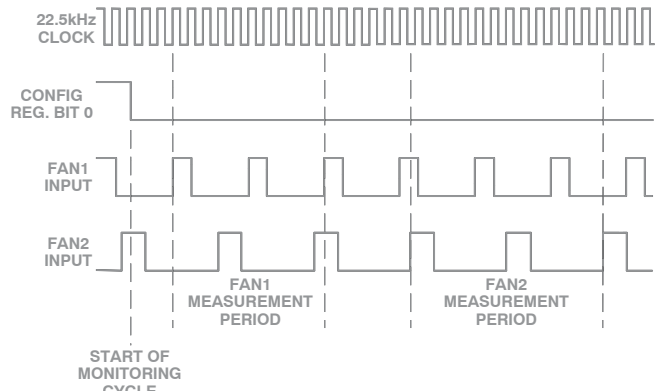 22.5kHz
CLOCK
CONFIG
REG. BIT 0
FAN1
INPUT
FAN2
INPUT
FAN1
MEASUREMENT
PERIOD
FAN2
MEASUREMENT
PERIOD
START OF
MONITORING
CYCLE